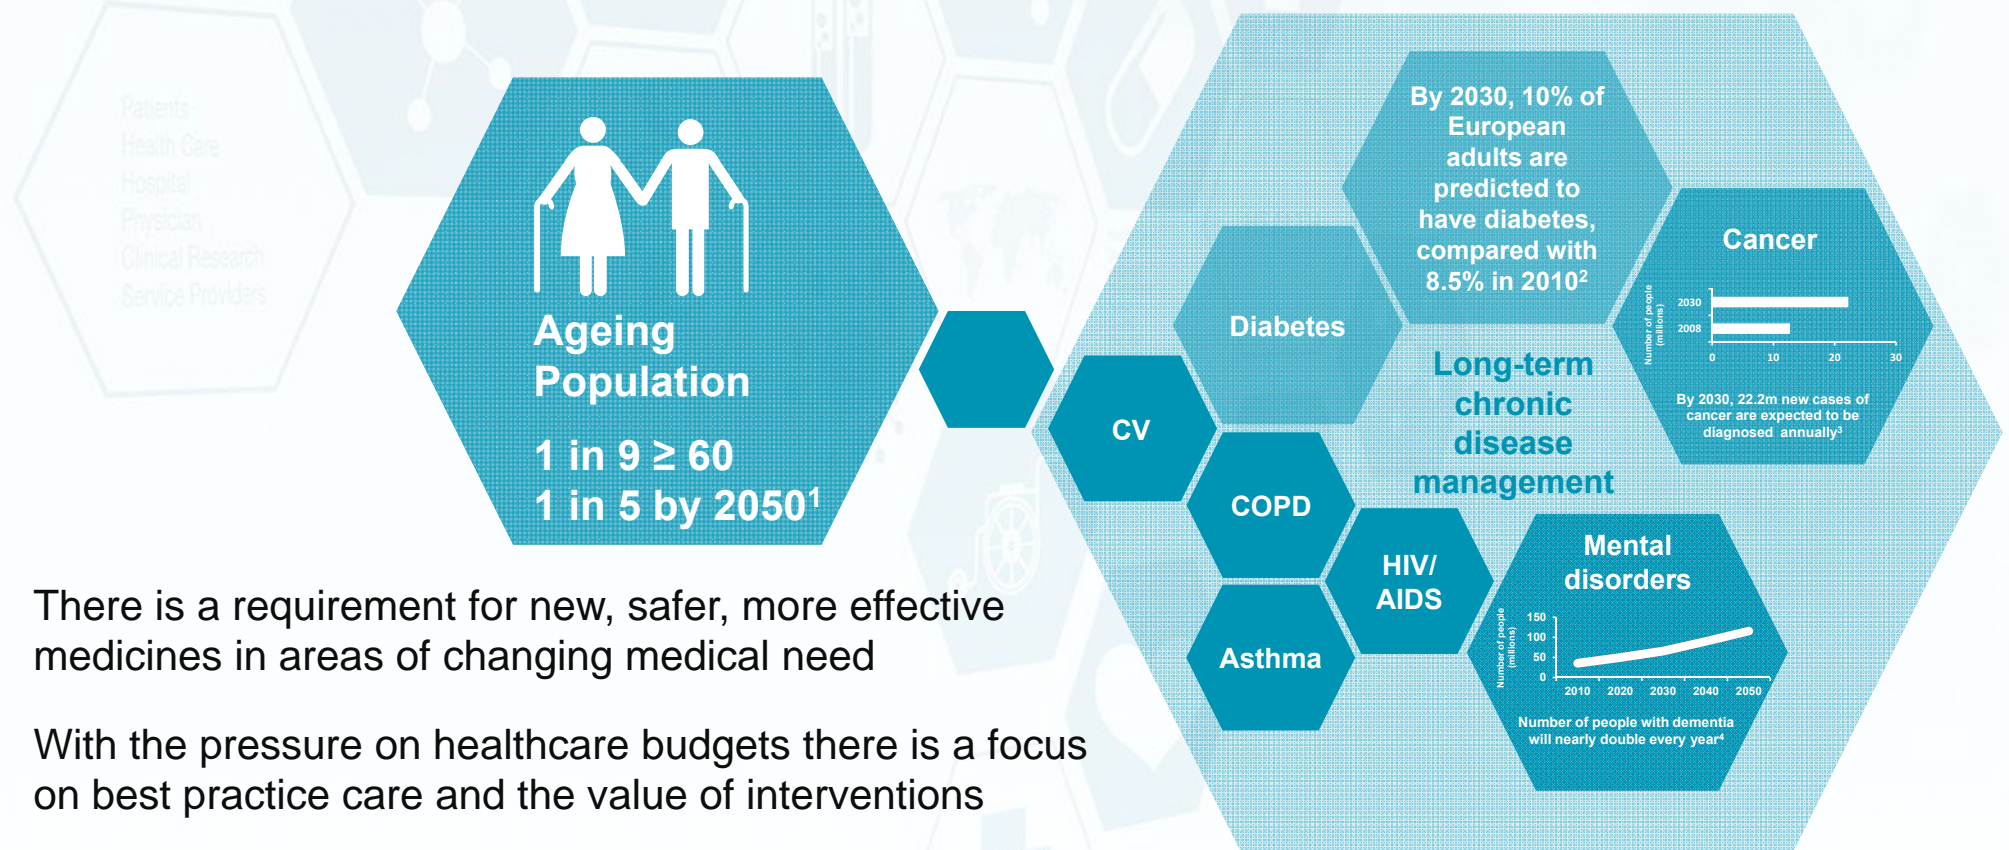 Patients
Health Care
Hospital
Physician
Clinical Research
Service Providers
Ageing
Population
1 in 9 ≥ 60
1 in 5 by 2050¹
There is a requirement for new, safer, more effective
medicines in areas of changing medical need
With the pressure on healthcare budgets there is a focus
on best practice care and the value of interventions
By 2030, 10% of
European
adults are
predicted to
have diabetes,
compared with
8.5% in 2010²
Diabetes
CV
COPD
Asthma
HIV/
AIDS
Long-term
chronic
disease
management
Cancer
Number of people
(millions)
2030
2008
0 10 20 30
By 2030, 22.2m new cases of
cancer are expected to be
diagnosed annually³
Mental
disorders
Number of people
(millions)
150
100
50
0
2010 2020 2030 2040 2050
Number of people with dementia
will nearly double every year⁴